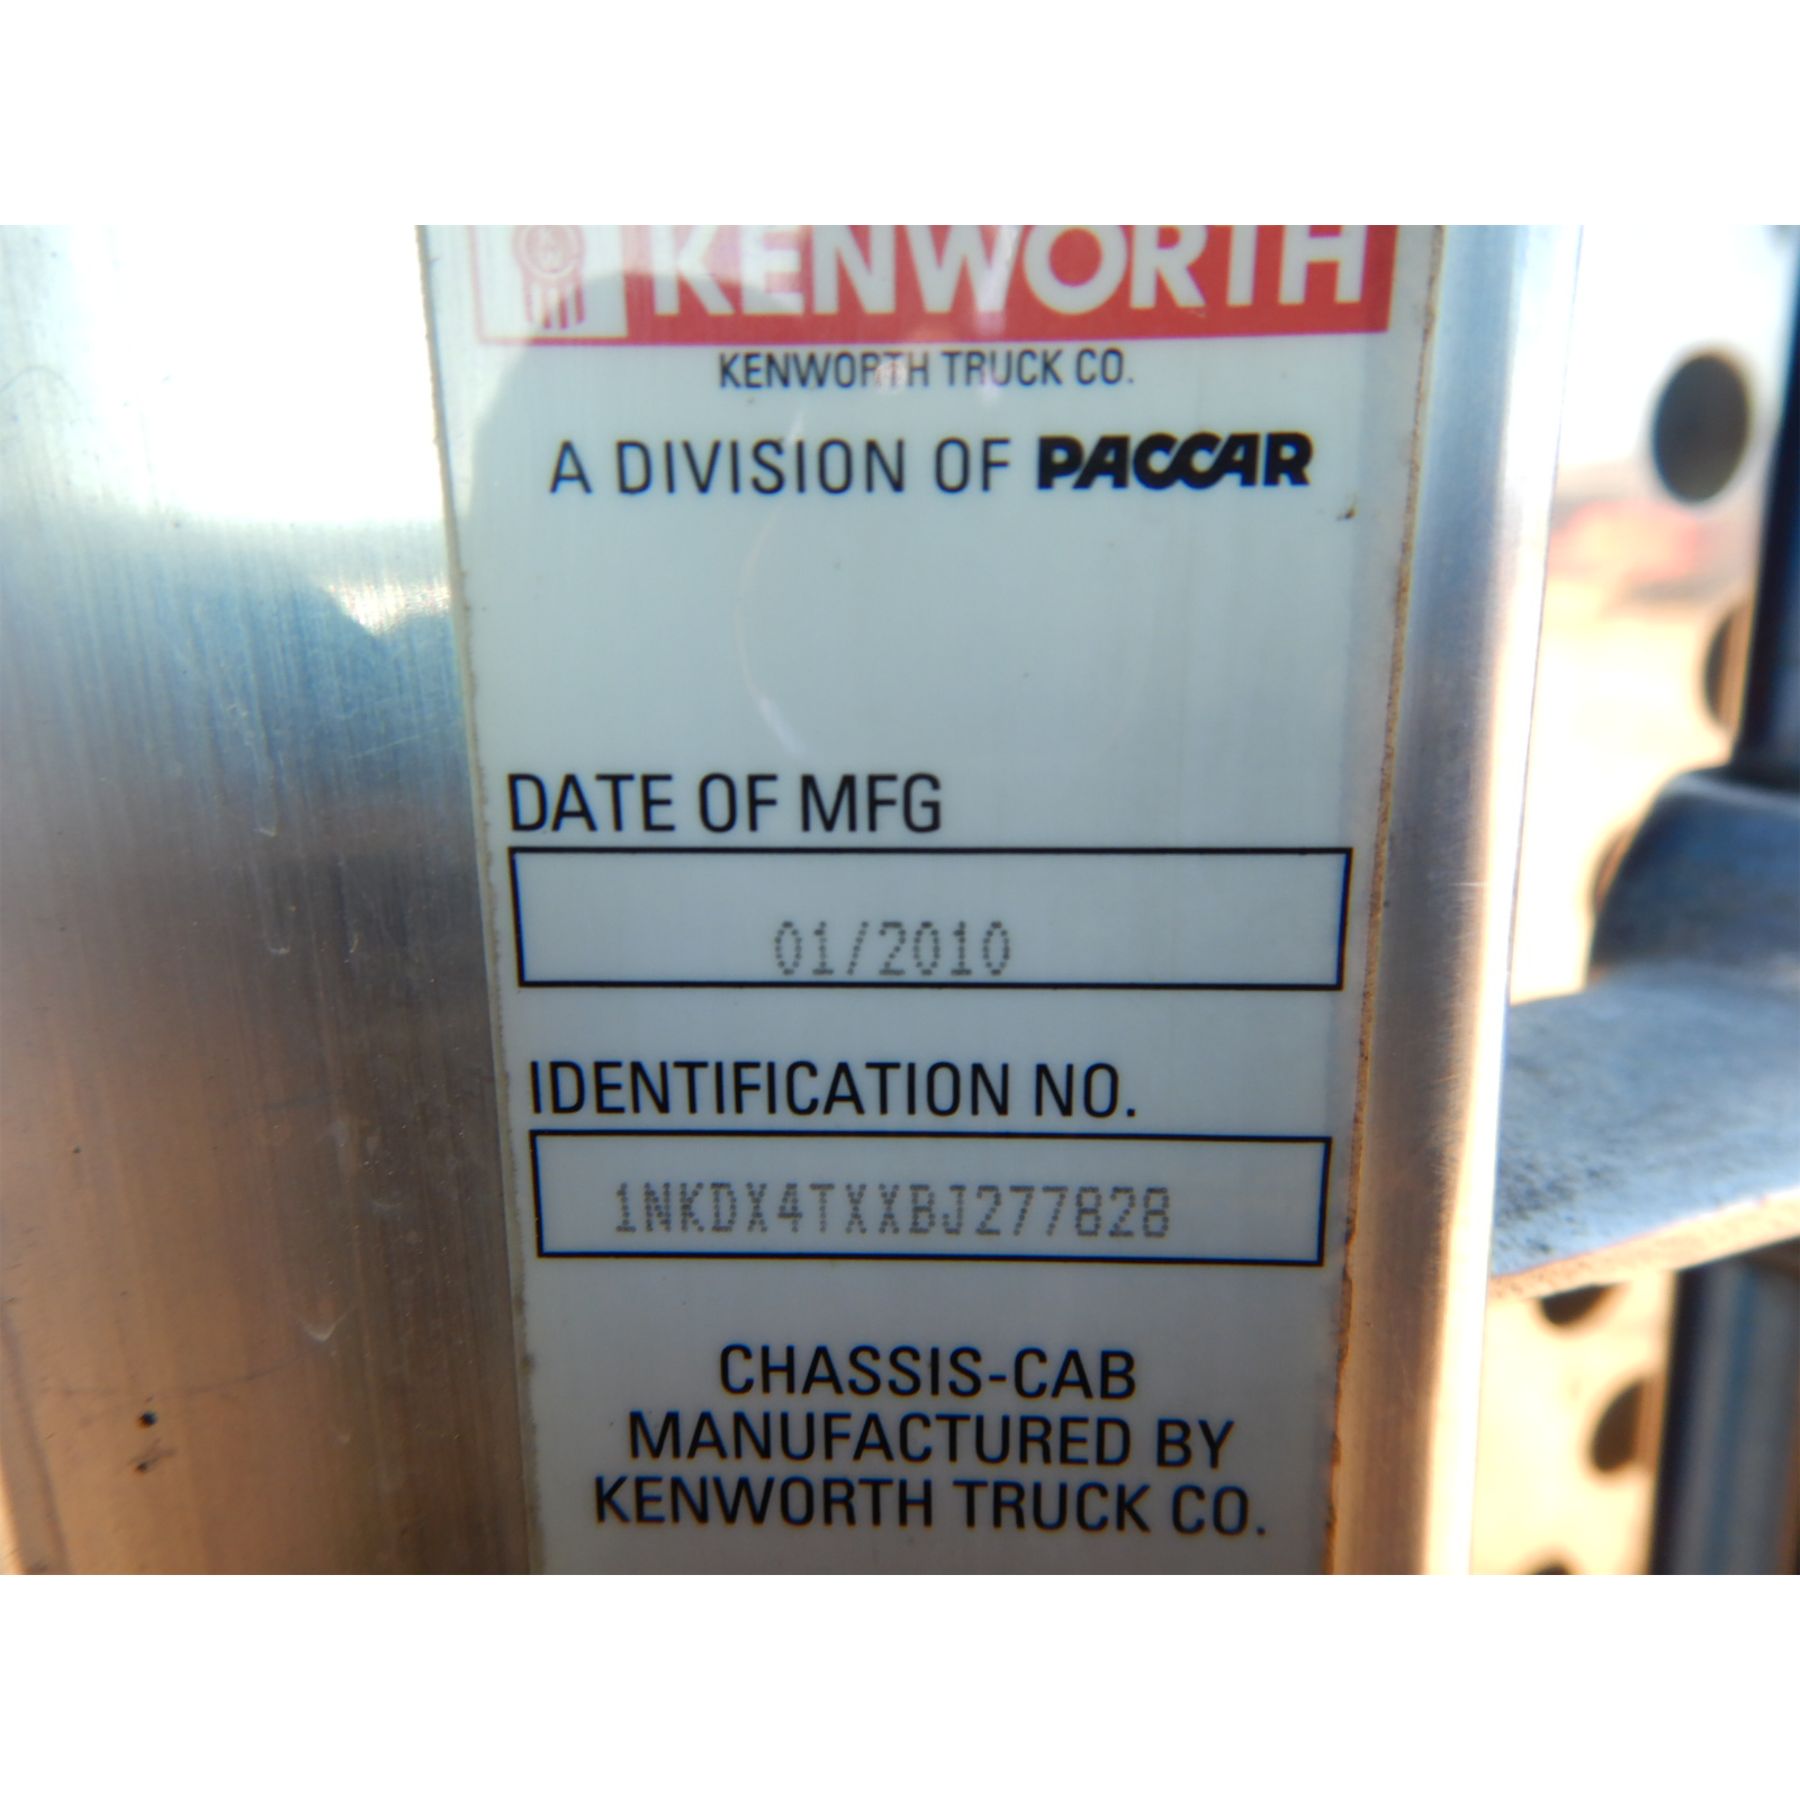 KENWORTH
KENWORTH TRUCK CO.
A DIVISION OF PACCAR
DATE OF MFG
01/2010
IDENTIFICATION NO.
1NKDX4TXXBJ277828
CHASSIS-CAB
MANUFACTURED BY
KENWORTH TRUCK CO.